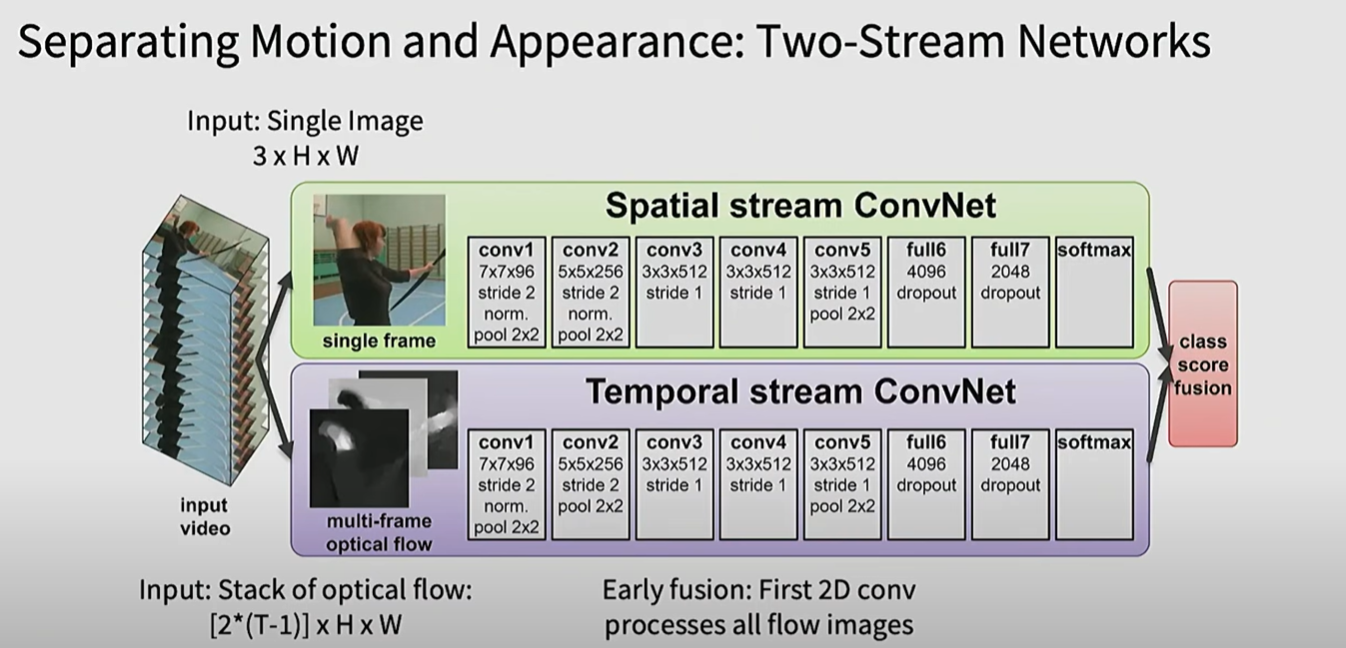 Separating Motion and Appearance: Two-Stream Networks
Input: Single Image
3 x H x W
Spatial stream ConvNet
single frame
conv1
7x7x96
stride 2
norm.
pool 2x2
conv2
5x5x256
stride 2
norm.
pool 2x2
conv3
3x3x512
stride 1
conv4
3x3x512
stride 1
conv5
3x3x512
stride 1
pool 2x2
full6
4096
dropout
full7
2048
dropout
softmax
Temporal stream ConvNet
multi-frame
optical flow
conv1
7x7x96
stride 2
norm.
pool 2x2
conv2
5x5x256
stride 2
pool 2x2
conv3
3x3x512
stride 1
conv4
3x3x512
stride 1
conv5
3x3x512
stride 1
pool 2x2
full6
4096
dropout
full7
2048
dropout
softmax
class
score
fusion
input
video
Input: Stack of optical flow:
[2*(T-1)] x H x W
Early fusion: First 2D conv
processes all flow images